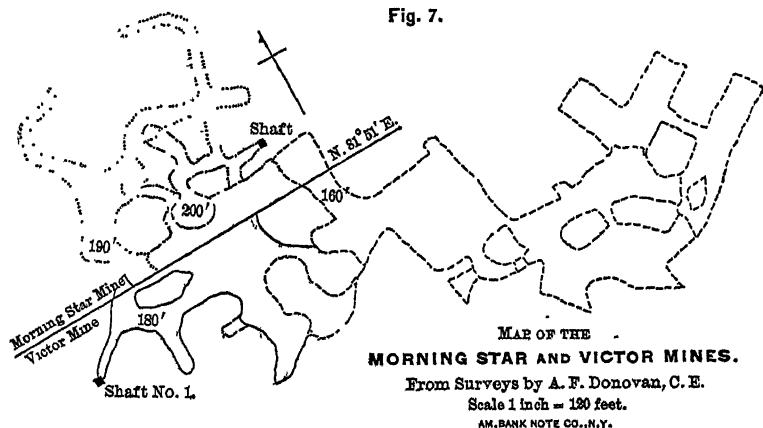 Fig. 7.
Shaft
N. 31° 51' E.
160'
200'
190'
Morning Star Mine
Victor Mine
180'
Shaft No. 1.
MAP OF THE
MORNING STAR AND VICTOR MINES.
From Surveys by A. F. Donovan, C. E.
Scale 1 inch = 120 feet.
AM. BANK NOTE CO., N.Y.